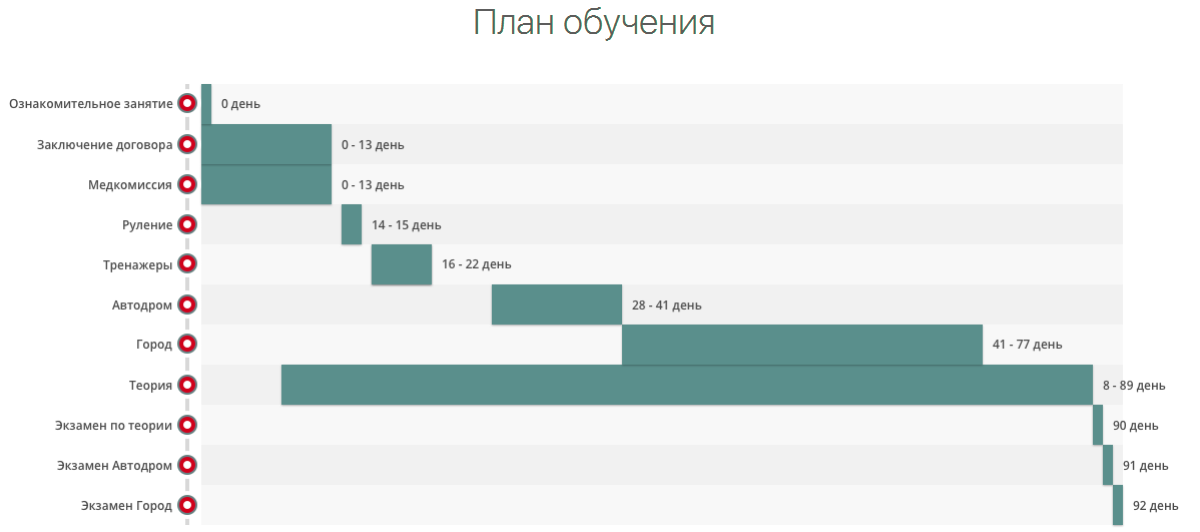 План обучения
Ознакомительное занятие 0 день
Заключение договора 0 - 13 день
Медкомиссия 0 - 13 день
Руление 14 - 15 день
Тренажеры 16 - 22 день
Автодром 28 - 41 день
Город 41 - 77 день
Теория 8 - 89 день
Экзамен по теории 90 день
Экзамен Автодром 91 день
Экзамен Город 92 день